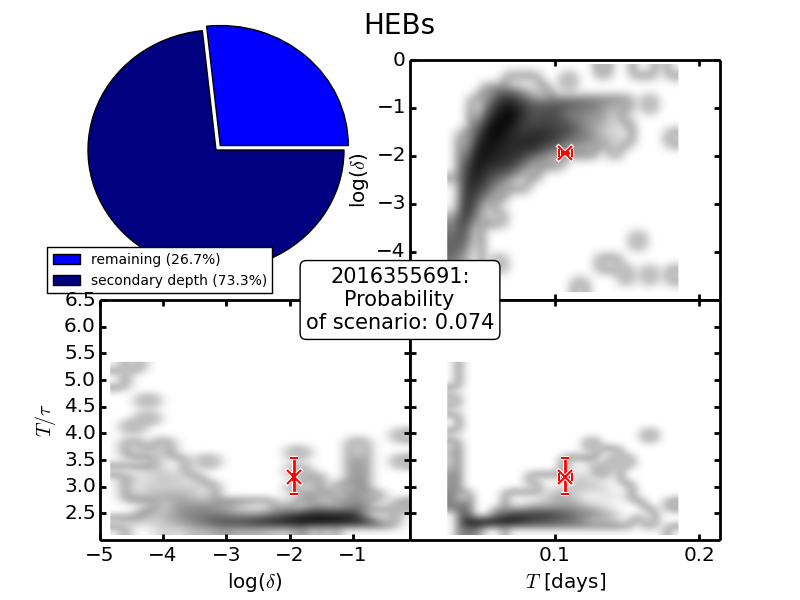 HEBs
remaining (26.7%)
secondary depth (73.3%)
0
−1
−2
−3
−4
log(δ)
2016355691:
Probability
of scenario: 0.074
6.5
6.0
5.5
5.0
4.5
4.0
3.5
3.0
2.5
T/τ
−5 −4 −3 −2 −1
log(δ)
0.1 0.2
T [days]